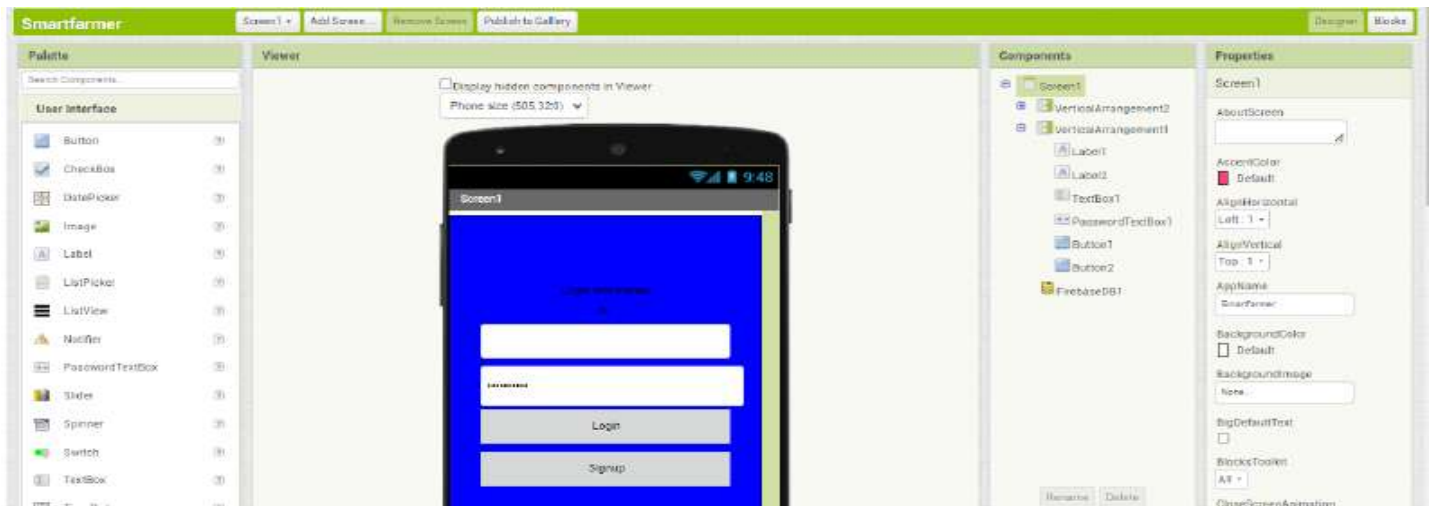 Smartfarmer
Screen1
Add Screen...
Remove Screen
Publish to Gallery
Designer
Blocks
Palette
Viewer
Components
Properties
Search Components...
User Interface
Button
CheckBox
DatePicker
Image
Label
ListPicker
ListView
Notifier
PasswordTextBox
Slider
Spinner
Switch
TextBox
Display hidden components in Viewer
Phone size (505,320)
9:48
Screen1
Login
Signup
Screen1
VerticalArrangement2
VerticalArrangement1
Label1
Label2
TextBox1
PasswordTextBox1
Button1
Button2
FirebaseDB1
Rename
Delete
Screen1
AboutScreen
AccentColor
Default
AlignHorizontal
Left : 1
AlignVertical
Top : 1
AppName
Smartfarmer
BackgroundColor
Default
BackgroundImage
None...
BigDefaultText
BlocksToolkit
All
CloseScreenAnimation